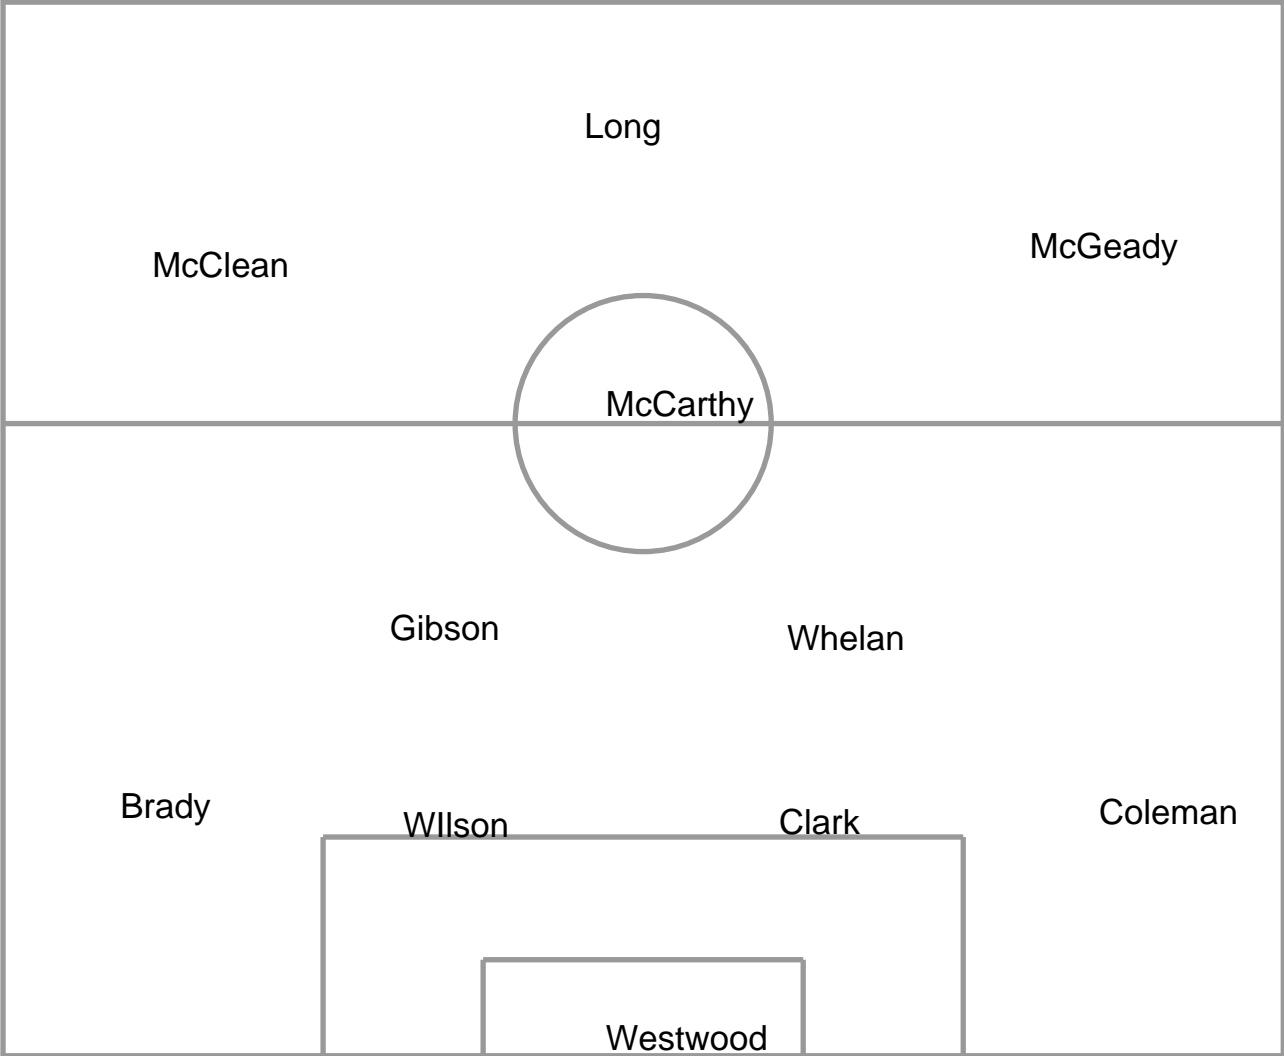 Long
McClean
McGeady
McCarthy
Gibson
Whelan
Brady
WIlson
Clark
Coleman
Westwood